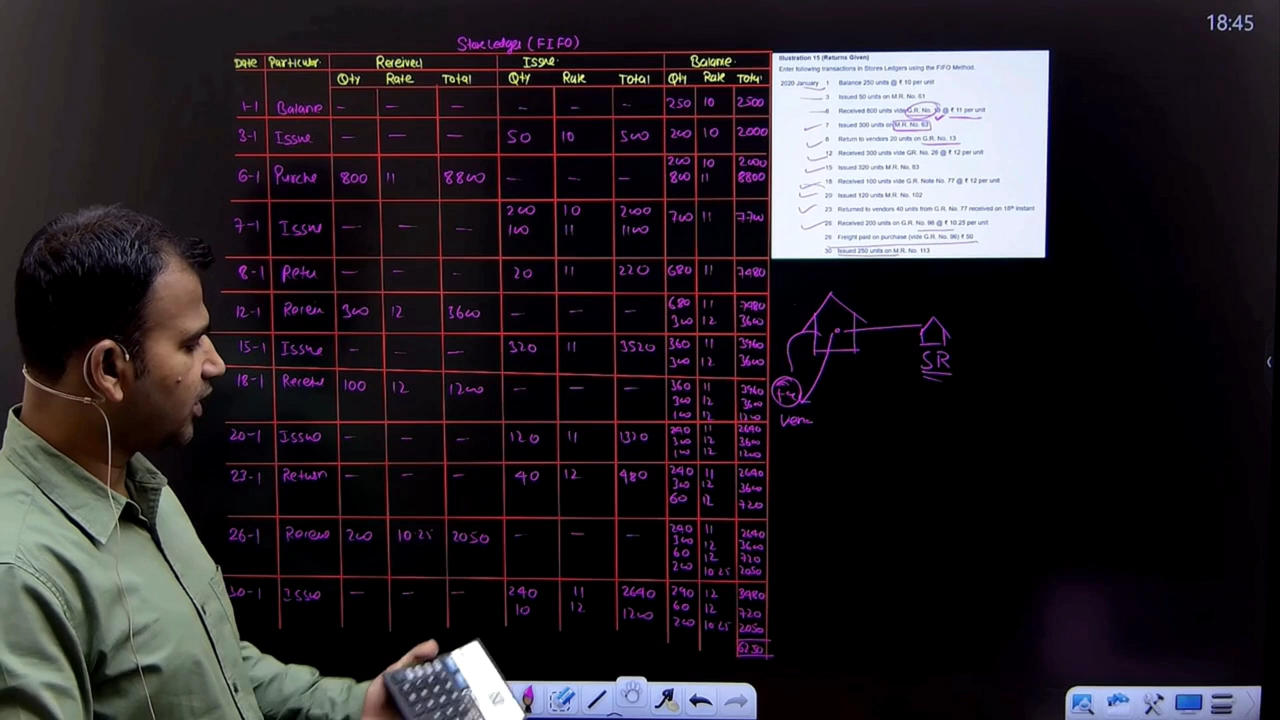 18:45
Store Ledger (FIFO)
Date Particular Received Issue Balance
Qty Rate Total Qty Rate Total Qty Rate Total
1-1 Balance - - - - - - 250 10 2500
3-1 Issue - - - 50 10 500 200 10 2000
6-1 800 11 8800 - - - 200 10 2000
800 11 8800
Issue - - - 200 10 2000 700 11 7700
100 11 1100
8-1 - - - 20 11 220 680 11 7480
12-1 300 12 3600 - - - 680 11 7480
300 12 3600
15-1 Issue - - - 320 11 3520 360 11 3960
300 12 3600
18-1 100 12 1200 - - - 360 11 3960
300 12 3600
100 12 1200
20-1 Issue - - - 120 11 1320 240 11 2640
300 12 3600
100 12 1200
23-1 Return - - - 40 12 480 240 11 2640
300 12 3600
60 12 720
26-1 200 10.25 2050 - - - 240 11 2640
300 12 3600
60 12 720
200 10.25 2050
30-1 Issue - - - 240 11 2640 290 12 3480
10 12 1200 60 12 720
200 10.25 2050
6250
Illustration 15 (Returns Given)
Enter following transactions in Stores Ledgers using the FIFO Method.
2020 January 1 Balance 250 units @ ₹ 10 per unit
3 Issued 50 units on M.R. No. 61
6 Received 800 units vide G.R. No. @ ₹ 11 per unit
7 Issued 300 units on M.R. No. 63
8 Return to vendors 20 units on G.R. No. 13
12 Received 300 units vide GR. No. 26 @ ₹ 12 per unit
15 Issued 320 units M.R. No. 83
18 Received 100 units vide G.R. Note No. 77 @ ₹ 12 per unit
20 Issued 120 units M.R. No. 102
23 Returned to vendors 40 units from G.R. No. 77 received on 18th instant
Received 200 units on G.R. No. 96 @ ₹ 10.25 per unit
Freight paid on purchase (vide G.R. No. 96) ₹ 50
30 Issued 250 units on M.R. No. 113
SR
Ven